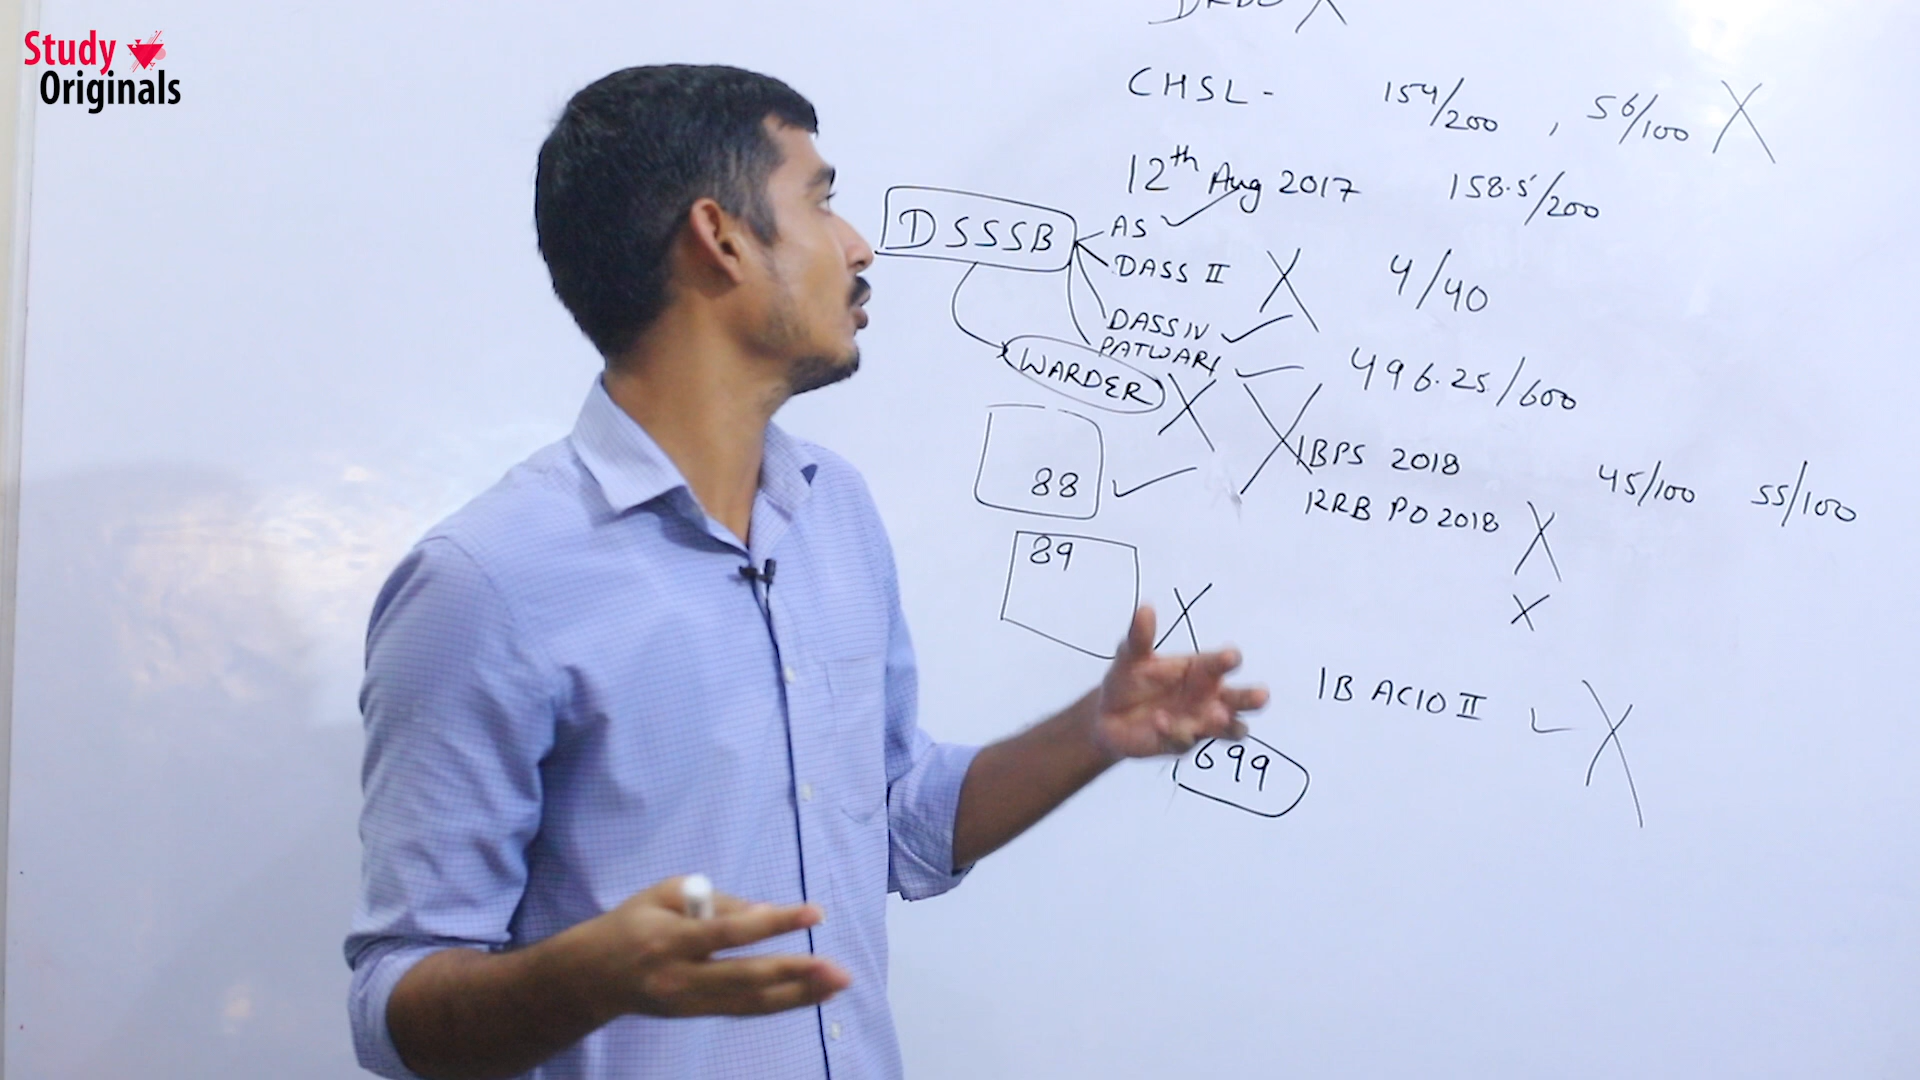 Study
Originals
CHSL - 154/200 , 56/100 X
12th Aug 2017 158.5/200
DSSSB
AS ✓
DASS II X 4/40
DASS IV ✓
PATWARI ✓ 496.25/600
WARDER X
IBPS 2018 45/100 55/100
88 ✓
RRB PO 2018 X
89 X
X
IB ACIO II ✓ X
699